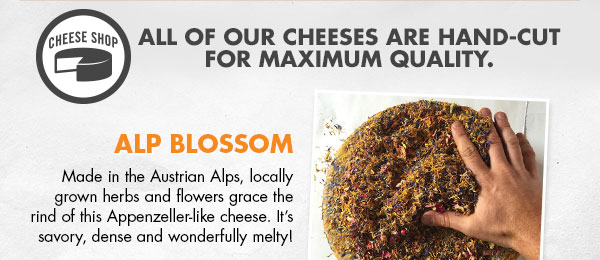 CHEESE SHOP
ALL OF OUR CHEESES ARE HAND-CUT
FOR MAXIMUM QUALITY.
ALP BLOSSOM
Made in the Austrian Alps, locally
grown herbs and flowers grace the
rind of this Appenzeller-like cheese. It's
savory, dense and wonderfully melty!